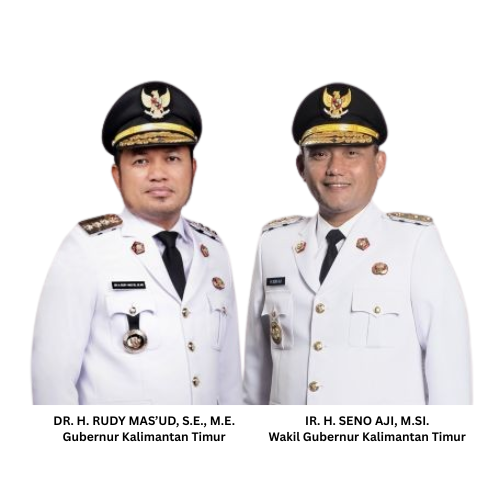 DR. H. RUDY MAS'UD, S.E., M.E.
Gubernur Kalimantan Timur
IR. H. SENO AJI, M.SI.
Wakil Gubernur Kalimantan Timur